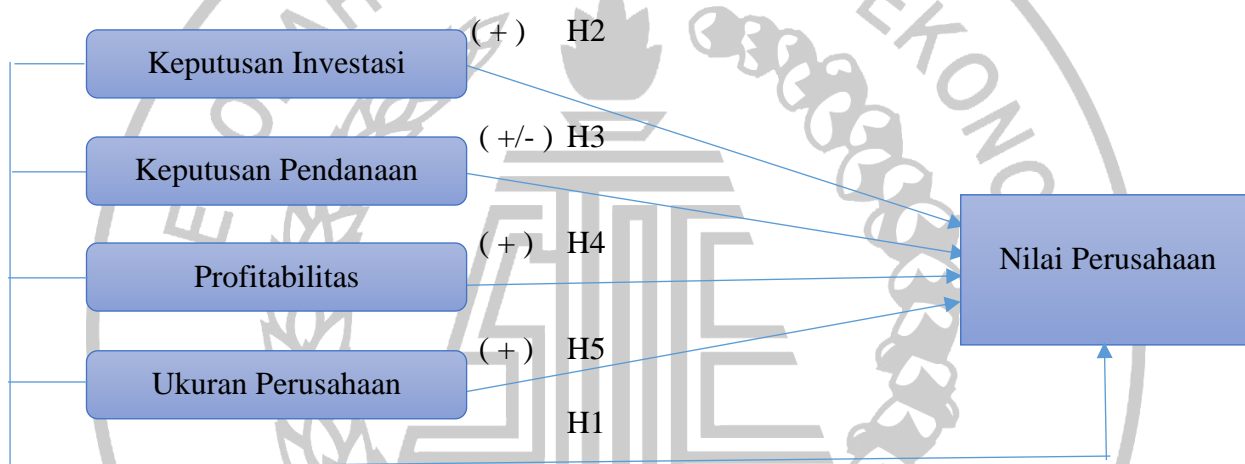 ( + ) H2
Keputusan Investasi
( +/- ) H3
Keputusan Pendanaan
( + ) H4
Profitabilitas
Nilai Perusahaan
( + ) H5
Ukuran Perusahaan
H1